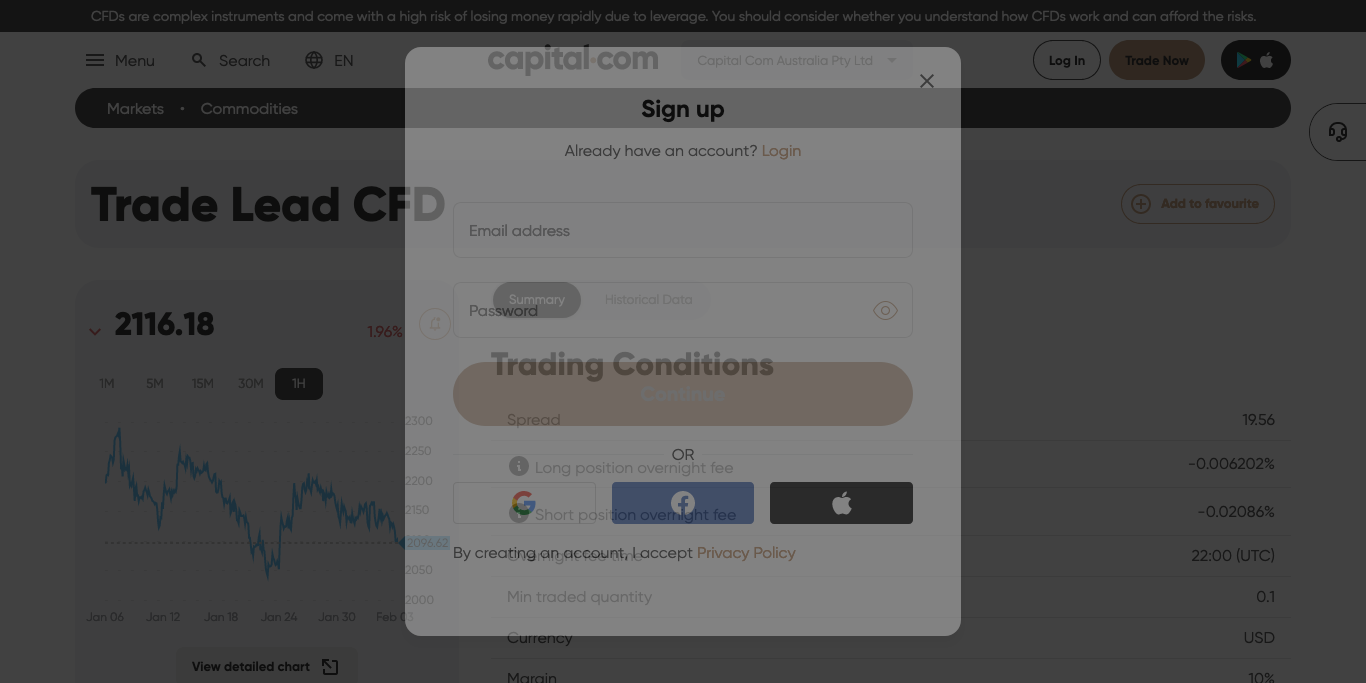 CFDs are complex instruments and come with a high risk of losing money rapidly due to leverage. You should consider whether you understand how CFDs work and can afford the risks.
Menu
Search
EN
capital.com
Capital Com Australia Pty Ltd
Log In
Trade Now
Markets • Commodities
Sign up
Already have an account? Login
Trade Lead CFD
Add to favourite
Email address
Summary
Historical Data
Password
2116.18
1.96%
Trading Conditions
1M 5M 15M 30M 1H
Continue
Spread 19.56
2300
2250
2200
2150
2050
2000
2096.62
OR
Long position overnight fee -0.006202%
Short position overnight fee -0.02086%
By creating an account, I accept Privacy Policy
Overnight fee time 22:00 (UTC)
Min traded quantity 0.1
Jan 06 Jan 12 Jan 18 Jan 24 Jan 30 Feb 03
Currency USD
View detailed chart
Margin 10%